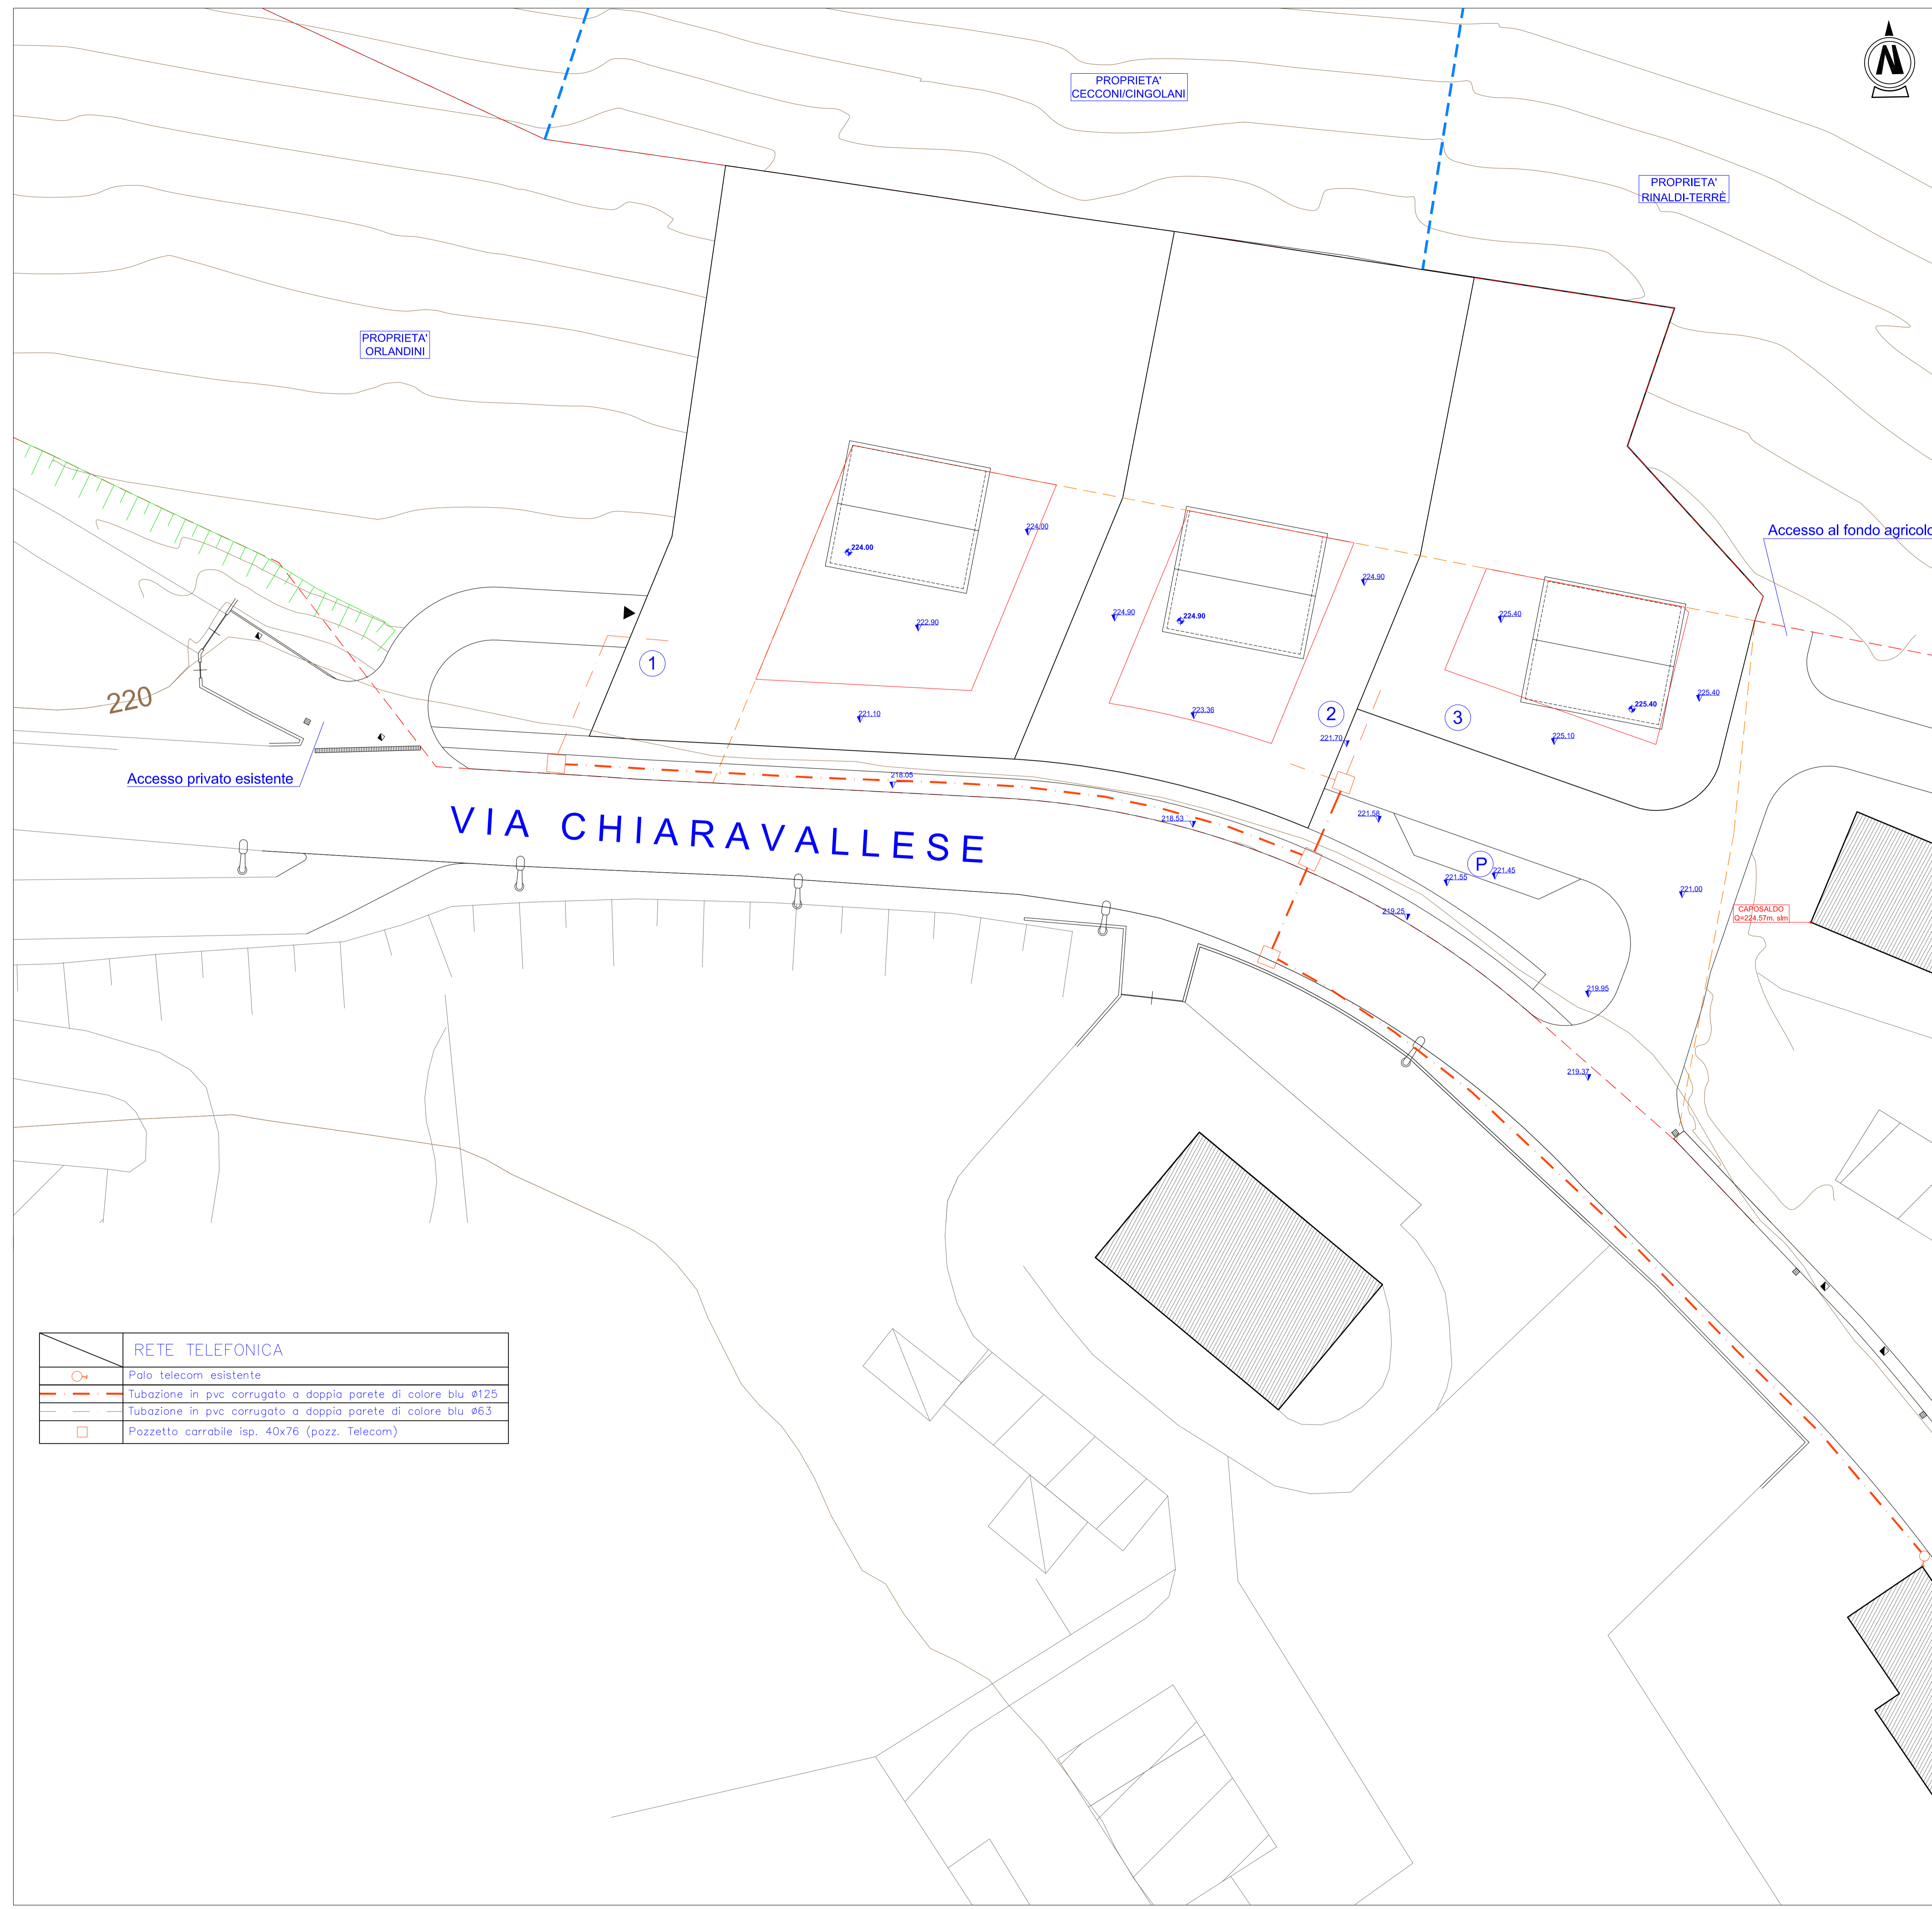 N
PROPRIETA'
CECCONI/CINGOLANI
PROPRIETA'
RINALDI-TERRÈ
PROPRIETA'
ORLANDINI
Accesso al fondo agricolo
224.00
224.00
222.90
221.10
224.90
224.90
224.90
223.36
225.40
225.40
225.40
225.10
1
2
3
221.70
220
Accesso privato esistente
218.05
218.53
VIA CHIARAVALLESE
221.58
P
221.55
221.45
221.00
219.25
CAPOSALDO
Q=224,57m. slm
219.95
219.37
RETE TELEFONICA
Palo telecom esistente
Tubazione in pvc corrugato a doppia parete di colore blu Ø125
Tubazione in pvc corrugato a doppia parete di colore blu Ø63
Pozzetto carrabile isp. 40x76 (pozz. Telecom)